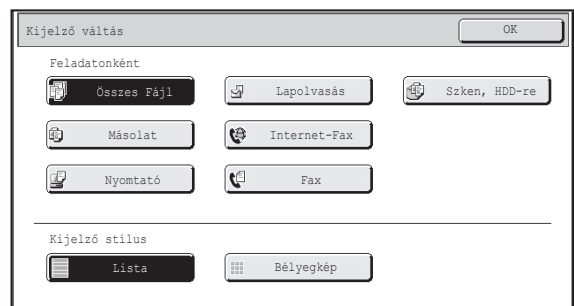 Kijelző váltás OK
Feladatonként
Összes Fájl Lapolvasás Szken, HDD-re
Másolat Internet-Fax
Nyomtató Fax
Kijelző stílus
Lista Bélyegkép